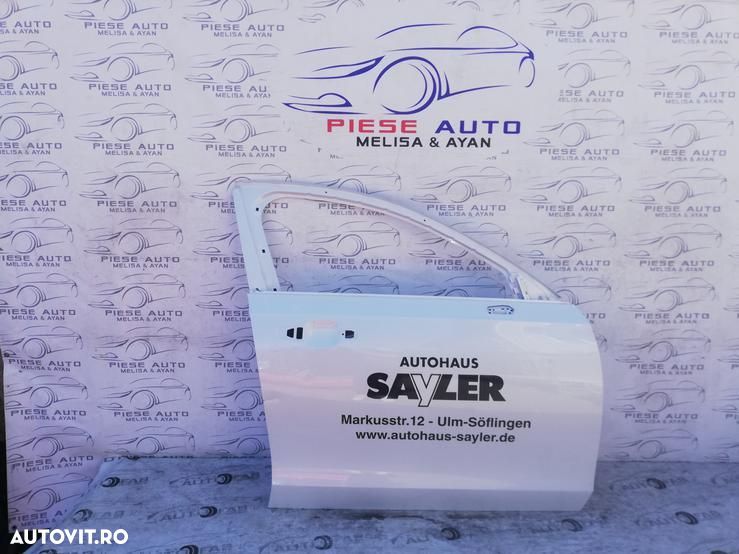 PIESE AUTO
MELISA & AYAN
AUTOHAUS
SAYLER
Markusstr.12 - Ulm-Söflingen
www.autohaus-sayler.de
AUTOVIT.RO